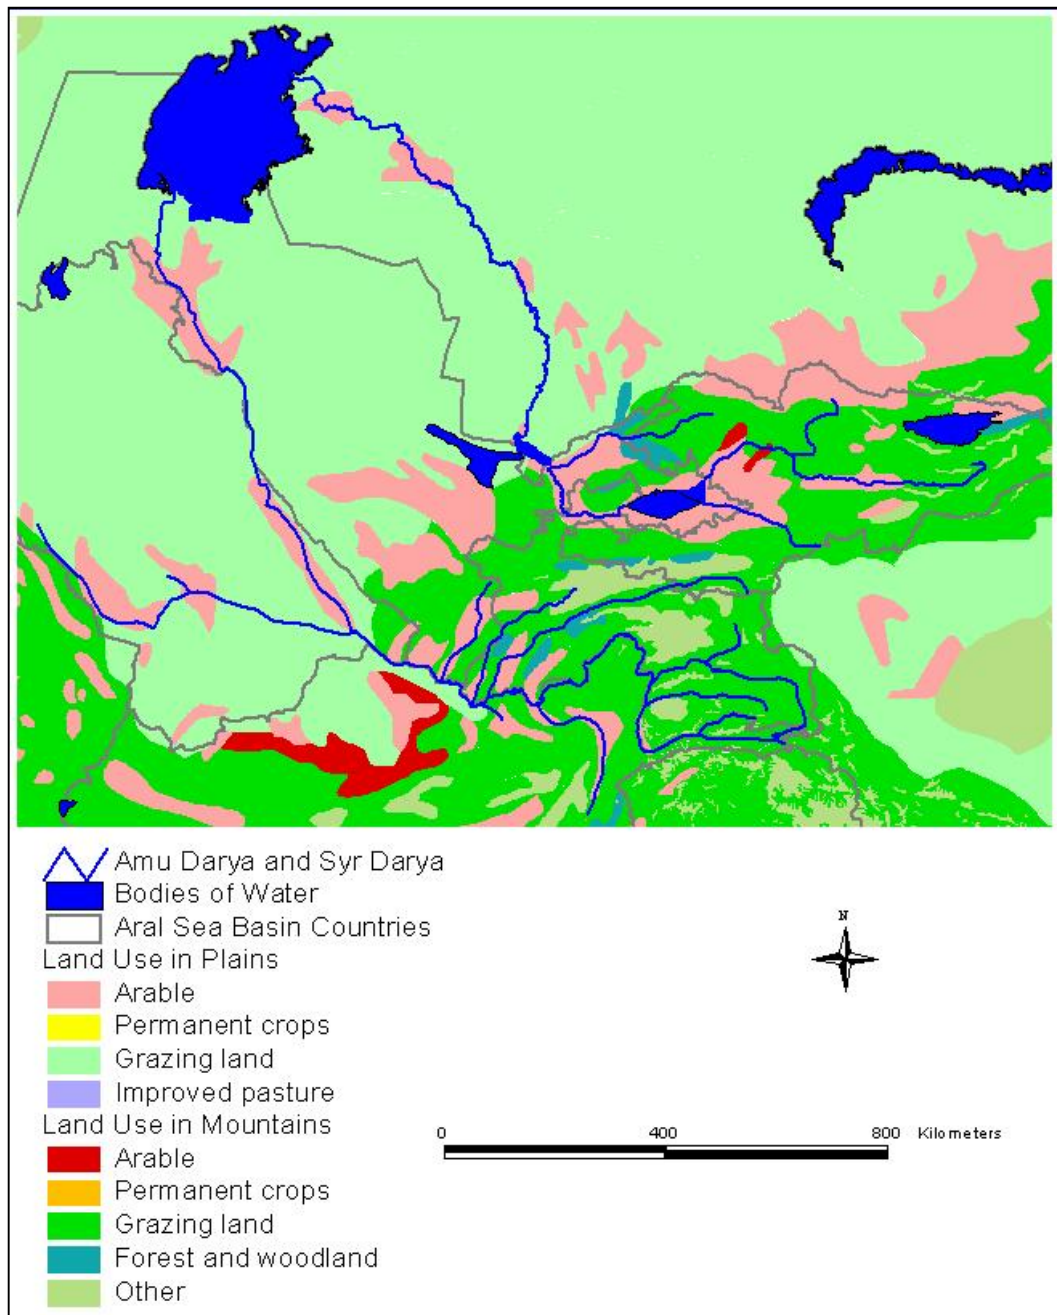 Amu Darya and Syr Darya
Bodies of Water
Aral Sea Basin Countries
Land Use in Plains
Arable
Permanent crops
Grazing land
Improved pasture
Land Use in Mountains
Arable
Permanent crops
Grazing land
Forest and woodland
Other
N
0 400 800 Kilometers